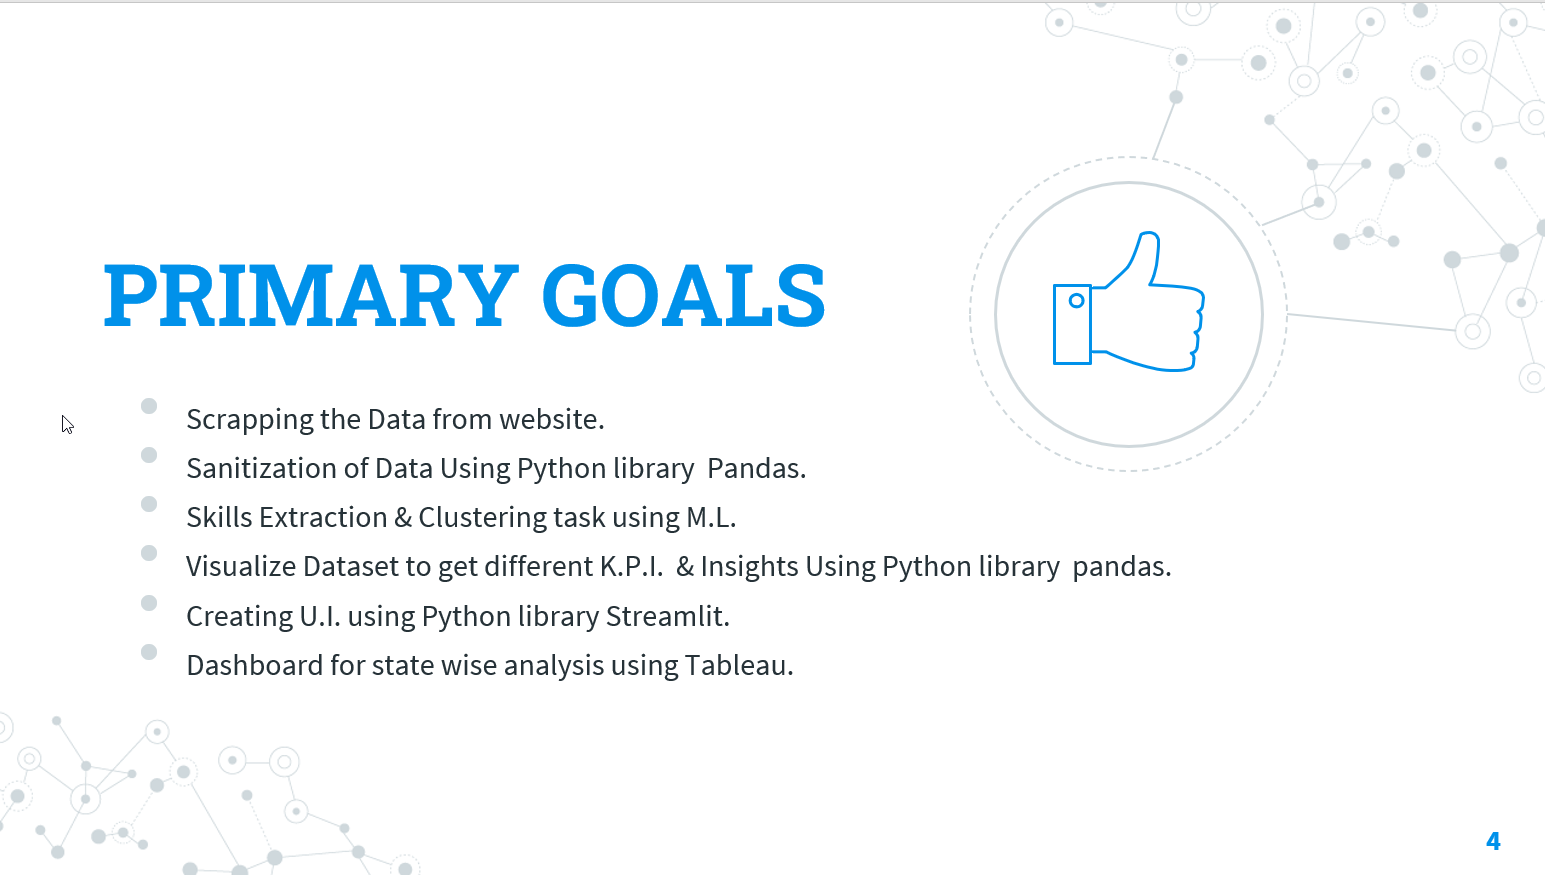 PRIMARY GOALS
Scrapping the Data from website.
Sanitization of Data Using Python library  Pandas.
Skills Extraction & Clustering task using M.L.
Visualize Dataset to get different K.P.I.  & Insights Using Python library  pandas.
Creating U.I. using Python library Streamlit.
Dashboard for state wise analysis using Tableau.
4